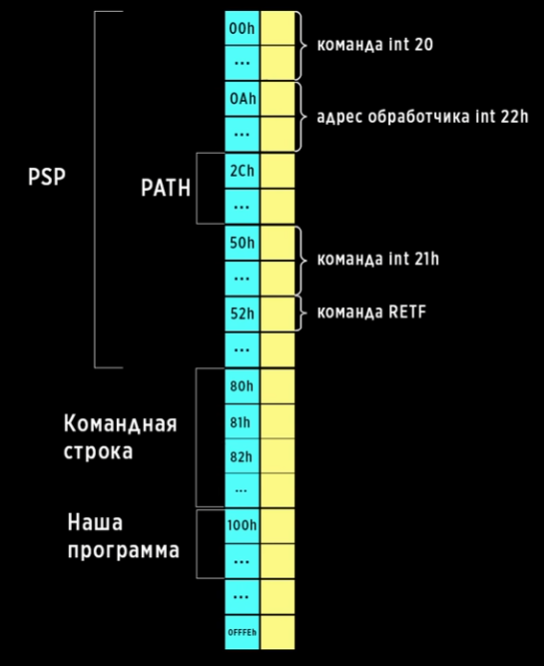 00h
команда int 20
...
0Ah
адрес обработчика int 22h
...
PSP
PATH
2Ch
...
50h
команда int 21h
...
52h
команда RETF
...
80h
Командная
строка
81h
82h
...
Наша
программа
100h
...
...
0FFFEh